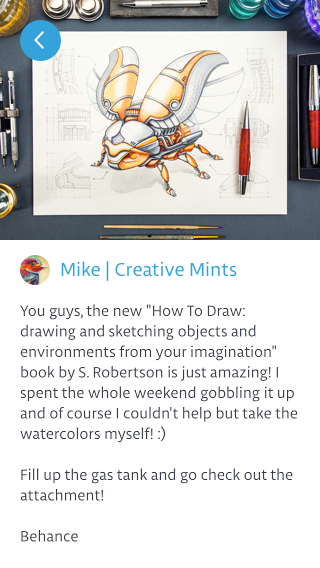 Mike | Creative Mints
You guys, the new "How To Draw:
drawing and sketching objects and
environments from your imagination"
book by S. Robertson is just amazing! I
spent the whole weekend gobbling it up
and of course I couldn't help but take the
watercolors myself! :)
Fill up the gas tank and go check out the
attachment!
Behance